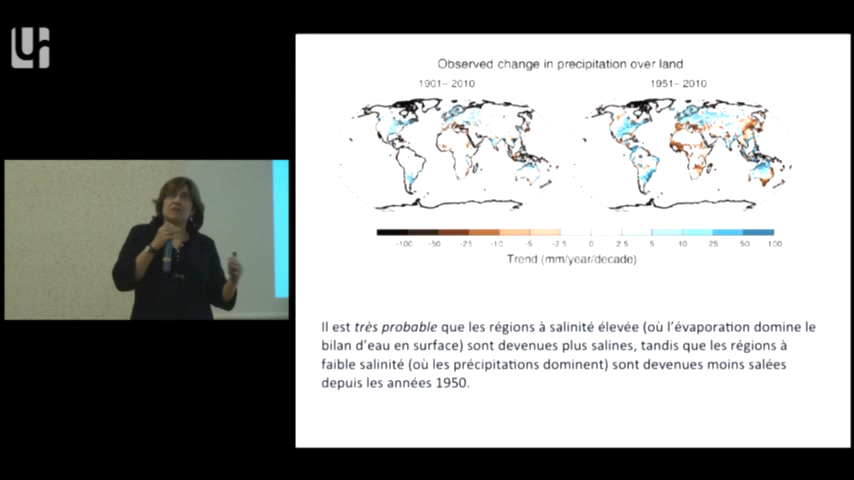 Observed change in precipitation over land
1901–2010
1951–2010
-100 -50 -25 -10 -5 -2.5 0 2.5 5 10 25 50 100
Trend (mm/year/decade)
Il est très probable que les régions à salinité élevée (où l'évaporation domine le
bilan d'eau en surface) sont devenues plus salines, tandis que les régions à
faible salinité (où les précipitations dominent) sont devenues moins salées
depuis les années 1950.